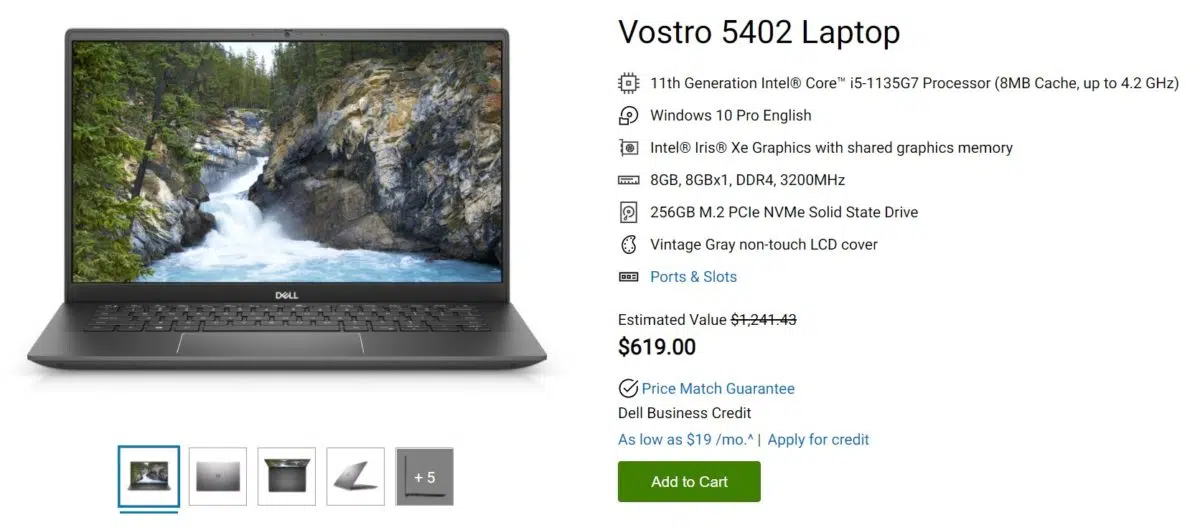 Vostro 5402 Laptop
11th Generation Intel® Core™ i5-1135G7 Processor (8MB Cache, up to 4.2 GHz)
Windows 10 Pro English
Intel® Iris® Xe Graphics with shared graphics memory
8GB, 8GBx1, DDR4, 3200MHz
256GB M.2 PCIe NVMe Solid State Drive
Vintage Gray non-touch LCD cover
Ports & Slots
Estimated Value $1,241.43
$619.00
Price Match Guarantee
Dell Business Credit
As low as $19 /mo.^ | Apply for credit
Add to Cart
DELL
+ 5